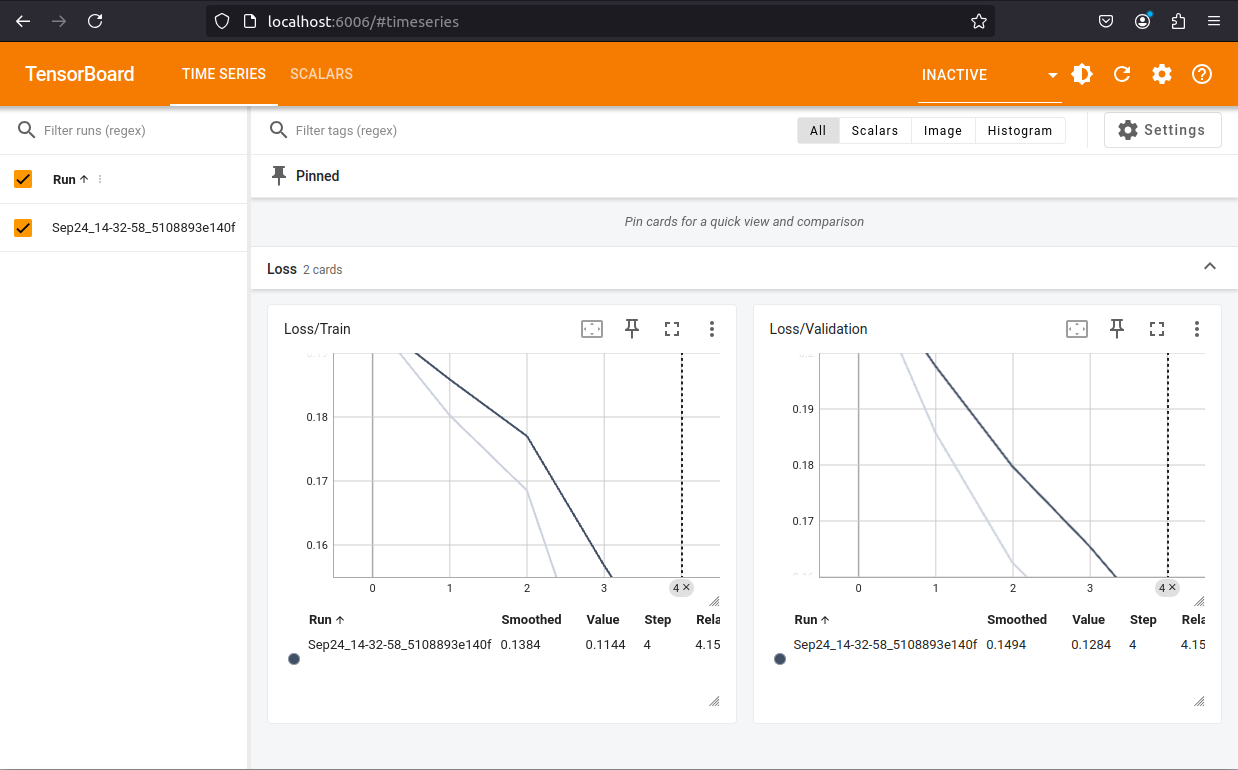 localhost:6006/#timeseries
TensorBoard TIME SERIES SCALARS INACTIVE
Filter runs (regex)
Filter tags (regex) All Scalars Image Histogram Settings
Run ↑
Sep24_14-32-58_5108893e140f
Pinned
Pin cards for a quick view and comparison
Loss 2 cards
Loss/Train
0.18
0.17
0.16
0 1 2 3 4 ×
Run ↑ Smoothed Value Step Rela
Sep24_14-32-58_5108893e140f 0.1384 0.1144 4 4.15
Loss/Validation
0.19
0.18
0.17
0 1 2 3 4 ×
Run ↑ Smoothed Value Step Rela
Sep24_14-32-58_5108893e140f 0.1494 0.1284 4 4.15